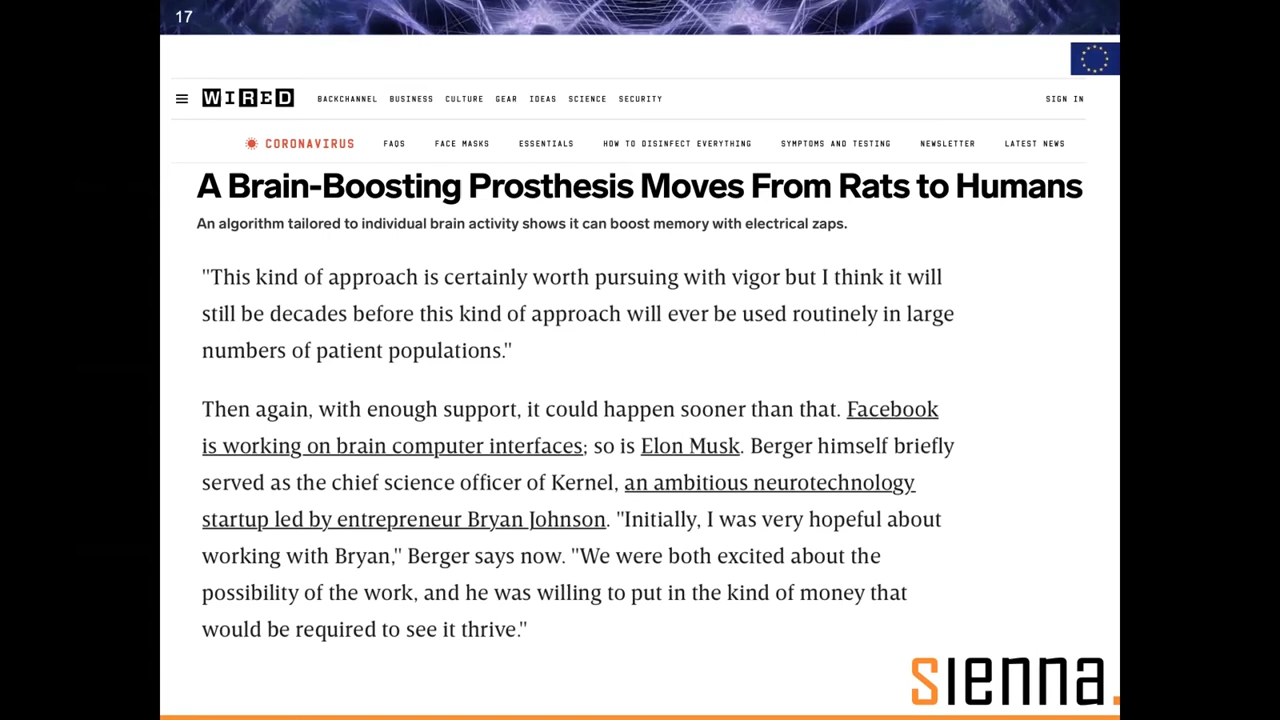 17
WIRED
BACKCHANNEL BUSINESS CULTURE GEAR IDEAS SCIENCE SECURITY
SIGN IN
CORONAVIRUS FAQS FACE MASKS ESSENTIALS HOW TO DISINFECT EVERYTHING SYMPTOMS AND TESTING NEWSLETTER LATEST NEWS
A Brain-Boosting Prosthesis Moves From Rats to Humans
An algorithm tailored to individual brain activity shows it can boost memory with electrical zaps.
"This kind of approach is certainly worth pursuing with vigor but I think it will
still be decades before this kind of approach will ever be used routinely in large
numbers of patient populations."
Then again, with enough support, it could happen sooner than that. Facebook
is working on brain computer interfaces; so is Elon Musk. Berger himself briefly
served as the chief science officer of Kernel, an ambitious neurotechnology
startup led by entrepreneur Bryan Johnson. "Initially, I was very hopeful about
working with Bryan," Berger says now. "We were both excited about the
possibility of the work, and he was willing to put in the kind of money that
would be required to see it thrive."
sienna.